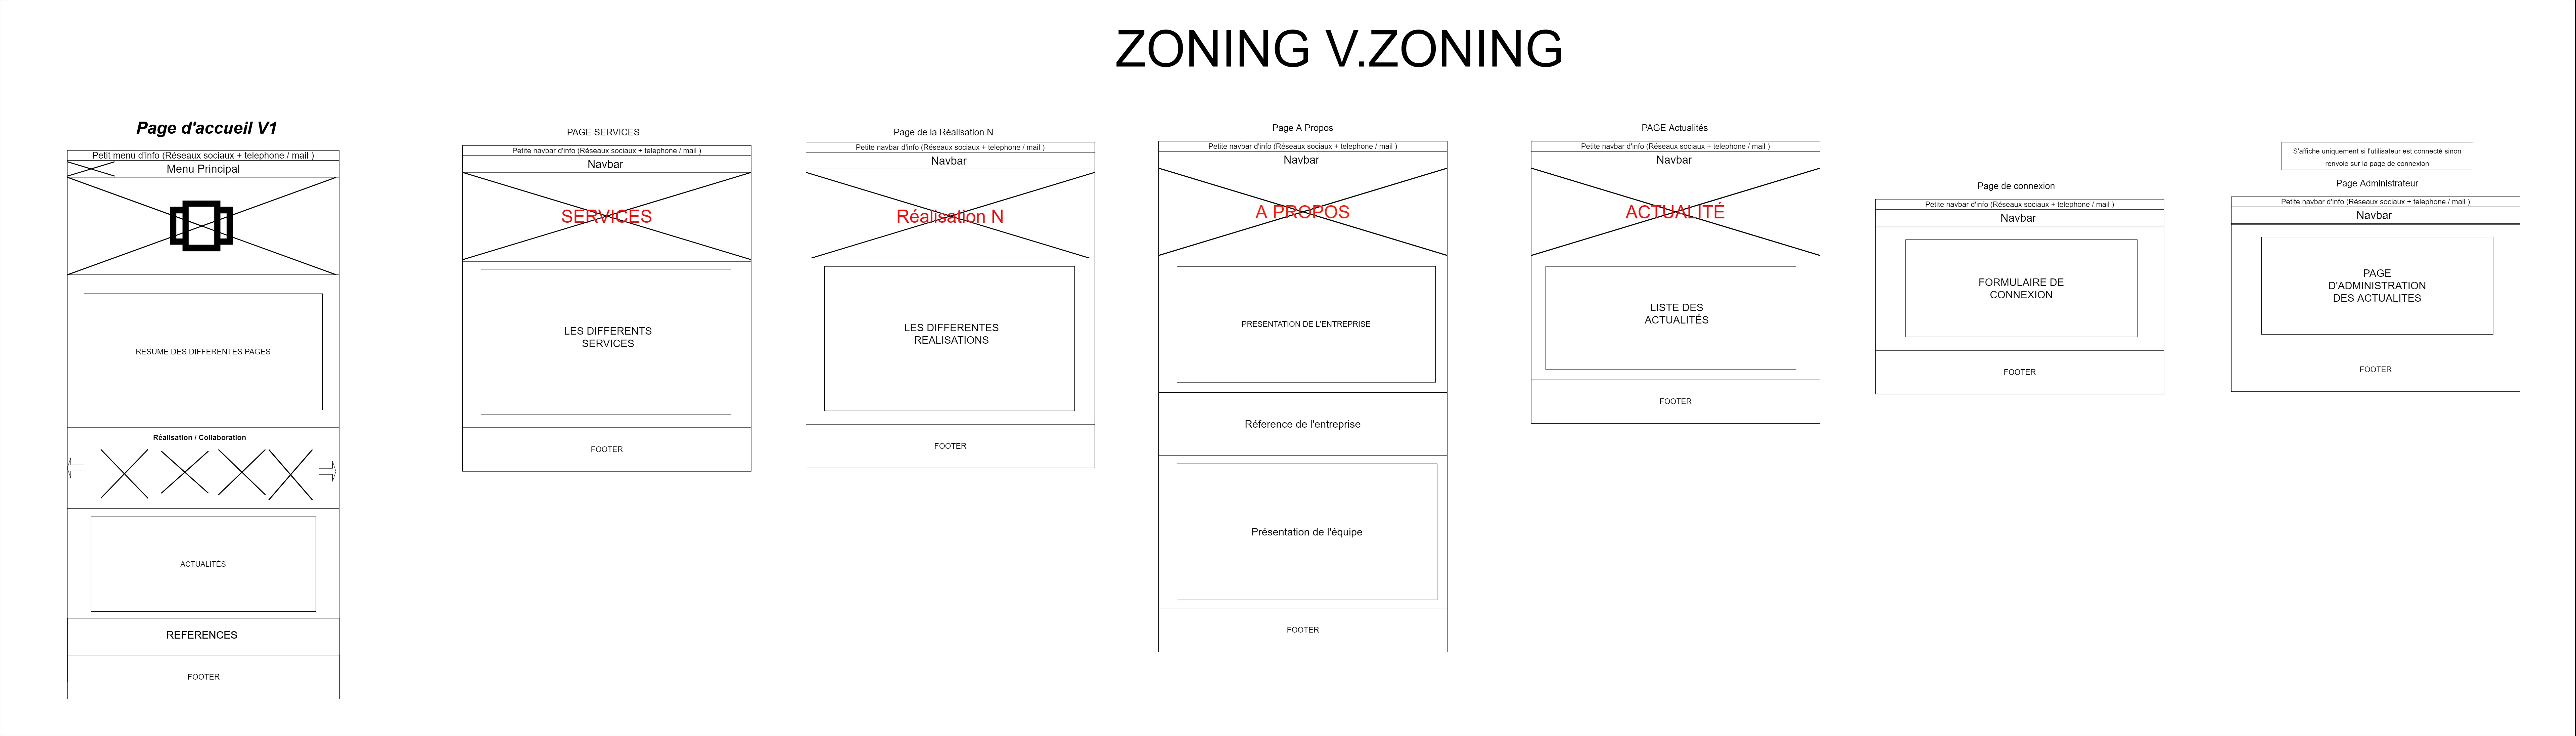 ZONING V.ZONING
Page d'accueil V1
Petit menu d'info (Réseaux sociaux + telephone / mail )
Menu Principal
RESUME DES DIFFERENTES PAGES
Réalisation / Collaboration
ACTUALITÉS
REFERENCES
FOOTER
PAGE SERVICES
Petite navbar d'info (Réseaux sociaux + telephone / mail )
Navbar
SERVICES
LES DIFFERENTS
SERVICES
FOOTER
Page de la Réalisation N
Petite navbar d'info (Réseaux sociaux + telephone / mail )
Navbar
Réalisation N
LES DIFFERENTES
REALISATIONS
FOOTER
Page A Propos
Petite navbar d'info (Réseaux sociaux + telephone / mail )
Navbar
A PROPOS
PRESENTATION DE L'ENTREPRISE
Réference de l'entreprise
Présentation de l'équipe
FOOTER
PAGE Actualités
Petite navbar d'info (Réseaux sociaux + telephone / mail )
Navbar
ACTUALITÉ
LISTE DES
ACTUALITÉS
FOOTER
Page de connexion
Petite navbar d'info (Réseaux sociaux + telephone / mail )
Navbar
FORMULAIRE DE
CONNEXION
FOOTER
S'affiche uniquement si l'utilisateur est connecté sinon
renvoie sur la page de connexion
Page Administrateur
Petite navbar d'info (Réseaux sociaux + telephone / mail )
Navbar
PAGE
D'ADMINISTRATION
DES ACTUALITES
FOOTER